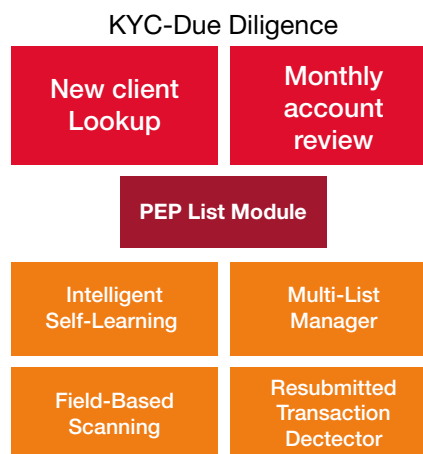 KYC-Due Diligence
New client
Lookup
Monthly
account
review
PEP List Module
Intelligent
Self-Learning
Multi-List
Manager
Field-Based
Scanning
Resubmitted
Transaction
Dectector